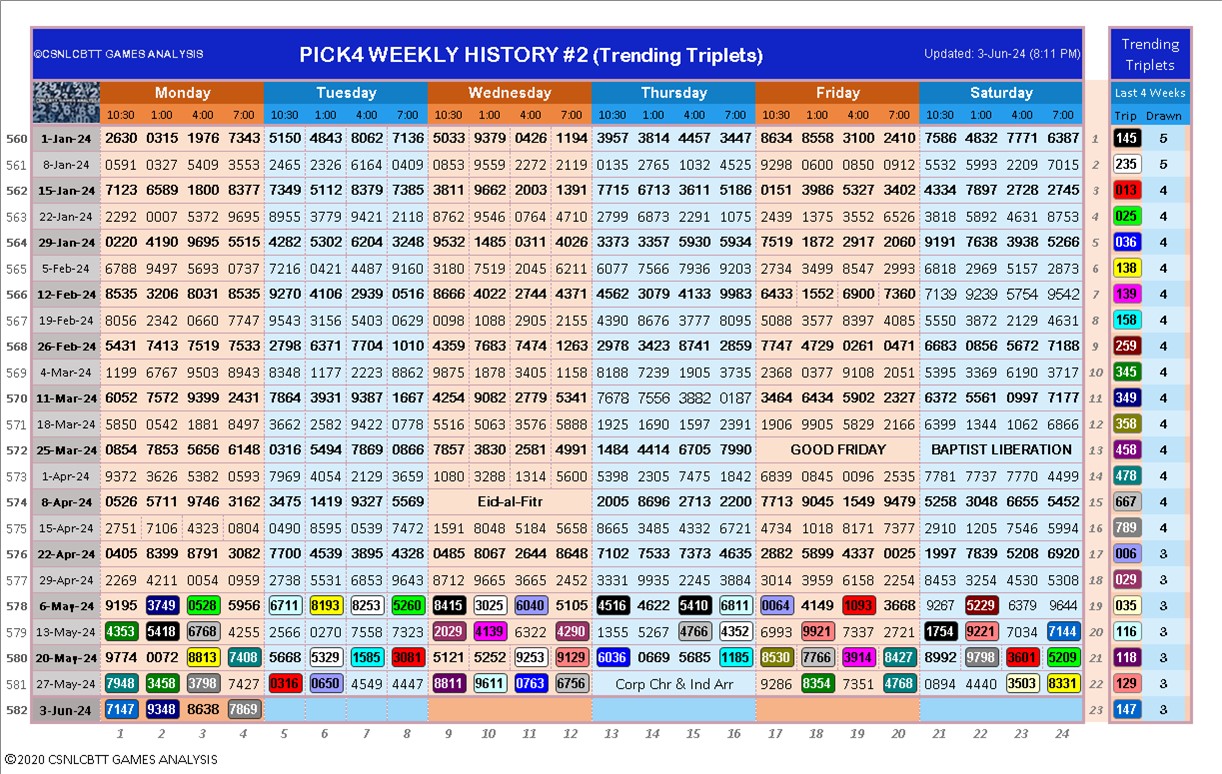 ©CSNLCBTT GAMES ANALYSIS PICK4 WEEKLY HISTORY #2 (Trending Triplets) Updated: 3-Jun-24 (8:11 PM) Trending Triplets
Monday Tuesday Wednesday Thursday Friday Saturday Last 4 Weeks
10:30 1:00 4:00 7:00 10:30 1:00 4:00 7:00 10:30 1:00 4:00 7:00 10:30 1:00 4:00 7:00 10:30 1:00 4:00 7:00 10:30 1:00 4:00 7:00 Trip Drawn
560 1-Jan-24 2630 0315 1976 7343 5150 4843 8062 7136 5033 9379 0426 1194 3957 3814 4457 3447 8634 8558 3100 2410 7586 4832 7771 6387 1 145 5
561 8-Jan-24 0591 0327 5409 3553 2465 2326 6164 0409 8353 9559 2272 2119 0135 2765 1032 4525 9298 0600 1850 0912 5532 5993 2209 7015 2 235 5
562 15-Jan-24 7123 6589 1800 8377 7349 5112 8379 7385 3811 9662 2003 1391 7715 6713 3611 5186 0151 3986 5327 3402 4334 7897 2728 2745 3 013 4
563 22-Jan-24 2292 0007 5372 9695 8955 3779 9421 2118 8762 9546 0764 4710 2799 6873 2291 1075 2439 1375 3552 6526 3818 5892 4631 8753 4 025 4
564 29-Jan-24 0220 4190 9695 5515 4282 5302 6204 3248 9532 1485 0311 4026 3373 3357 5930 5934 7519 1872 2917 2060 9191 7638 3938 5266 5 036 4
565 5-Feb-24 6788 9497 5693 0737 7216 0421 4487 9160 3180 7519 2045 6211 6077 7566 7936 9203 2734 3499 8547 2993 6818 2969 5157 2873 6 138 4
566 12-Feb-24 8535 3206 8031 8535 9270 4106 2939 0516 8666 4022 2744 4371 4562 3079 4133 9983 6433 1552 6900 7360 7139 9239 5754 9542 7 139 4
567 19-Feb-24 8056 2342 0660 7747 9543 3156 5403 0629 6098 1088 2905 2155 4390 8676 3777 8095 5088 3577 8397 4085 5550 3872 2129 4631 8 158 4
568 26-Feb-24 5431 7413 7519 7533 2798 6371 7704 1010 4359 7683 7474 1263 2978 3423 8741 2859 7747 4729 0261 0471 6683 0856 5672 7188 9 259 4
569 4-Mar-24 1199 6767 9503 8943 8348 1177 2223 8862 9875 1878 3405 1158 8188 7239 1905 3735 2368 0377 9108 2051 5395 3369 6190 3717 10 345 4
570 11-Mar-24 6052 7572 9399 2431 7864 3931 9387 1667 4254 9082 2779 5341 7678 7556 3882 0187 3464 6434 5902 2327 6372 5561 0997 7177 11 349 4
571 18-Mar-24 5850 0542 1881 8497 3662 2582 9422 0778 5516 5063 3576 5888 1925 1690 1597 2391 1906 9905 5829 2166 6399 1344 1062 6866 12 358 4
572 25-Mar-24 0854 7853 5656 6148 0316 5494 7869 0866 7857 3830 2581 4991 1484 4414 6705 7990 GOOD FRIDAY BAPTIST LIBERATION 13 458 4
573 1-Apr-24 9372 3626 5382 0593 7969 4054 2129 3659 1080 3288 1314 5600 5398 2305 7475 1842 6839 0845 0096 2535 7781 7737 7770 4499 14 478 4
574 8-Apr-24 0526 5711 9746 3162 3475 1419 9327 5569 Eid-al-Fitr 2005 8696 2713 2200 7713 9045 1549 9479 5258 3048 6655 5452 15 667 4
575 15-Apr-24 2751 7106 4323 0804 0490 8595 0539 7472 1591 8048 5184 5658 8665 3485 4332 6721 4734 1018 8171 7377 2910 1205 7546 5994 16 789 4
576 22-Apr-24 0405 8399 8791 3082 7700 4539 3895 4328 0485 8067 2644 8648 7102 7533 7373 4635 2882 5899 4337 0025 1997 7839 5208 6920 17 006 3
577 29-Apr-24 2269 4211 0054 0959 2738 5531 6853 9643 8712 9665 3665 2452 3331 9935 2245 3884 3014 3959 6158 2254 8453 3254 4530 5308 18 029 3
578 6-May-24 9195 3749 0528 5956 6711 8193 8253 5260 8415 3025 6040 5105 4516 4622 5410 6811 0064 4149 1093 3668 9267 5229 6379 9644 19 035 3
579 13-May-24 4353 5418 6768 4255 2566 0270 7558 7323 2029 4139 6322 4290 1355 5267 4766 4352 6993 9921 7337 2721 1754 9221 7034 7144 20 116 3
580 20-May-24 9774 0072 8813 7408 5668 5329 1585 3081 5121 5252 9253 9129 6036 0669 5685 1185 8530 7766 3914 8427 8992 9798 3601 5209 21 118 3
581 27-May-24 7948 3458 3798 7427 0316 0650 4549 4447 8811 9611 0763 6756 Corp Chr & Ind Arr 9286 8354 7351 4768 0894 4440 3503 8331 22 129 3
582 3-Jun-24 7147 9348 8638 7869 23 147 3
1 2 3 4 5 6 7 8 9 10 11 12 13 14 15 16 17 18 19 20 21 22 23 24
©2020 CSNLCBTT GAMES ANALYSIS